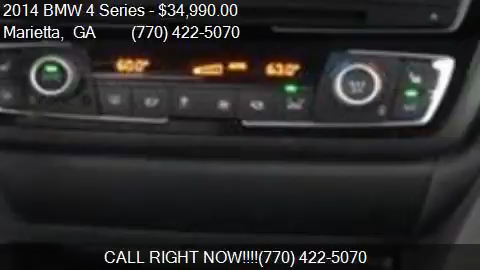 2014 BMW 4 Series - $34,990.00
Marietta, GA (770) 422-5070
60.0° 63.0°
CALL RIGHT NOW!!!!(770) 422-5070